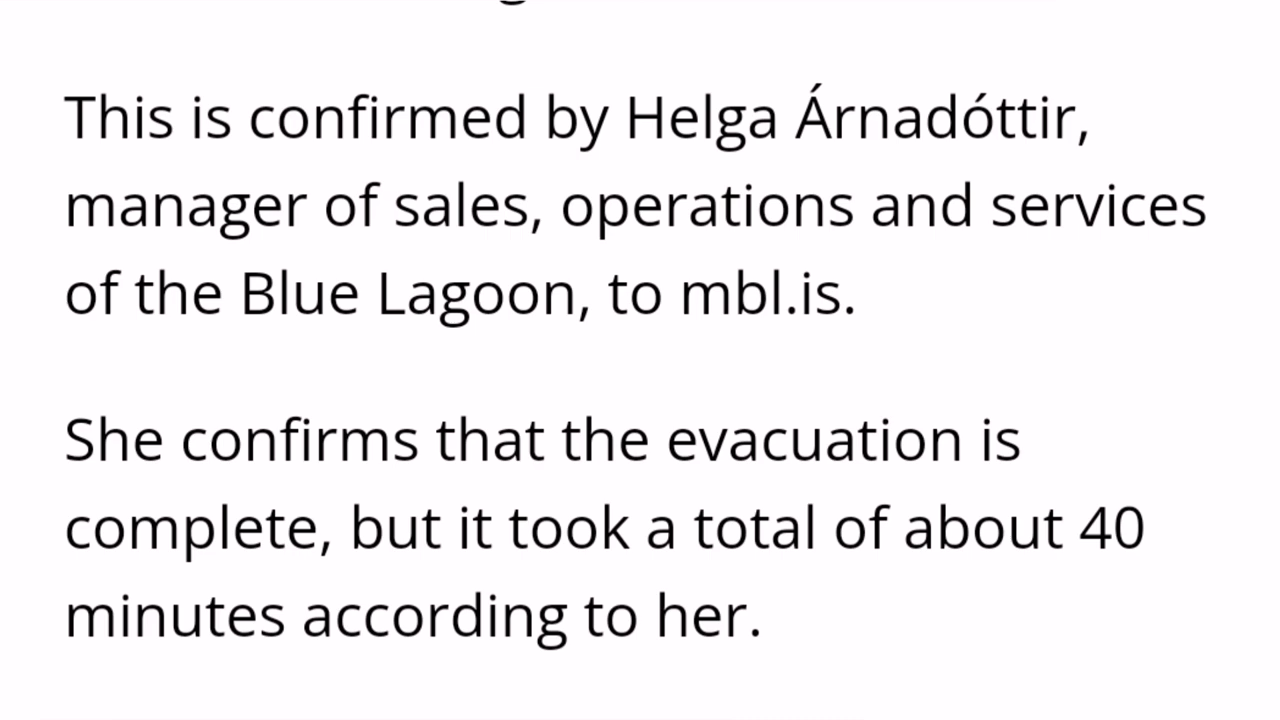 This is confirmed by Helga Árnadóttir,
manager of sales, operations and services
of the Blue Lagoon, to mbl.is.
She confirms that the evacuation is
complete, but it took a total of about 40
minutes according to her.